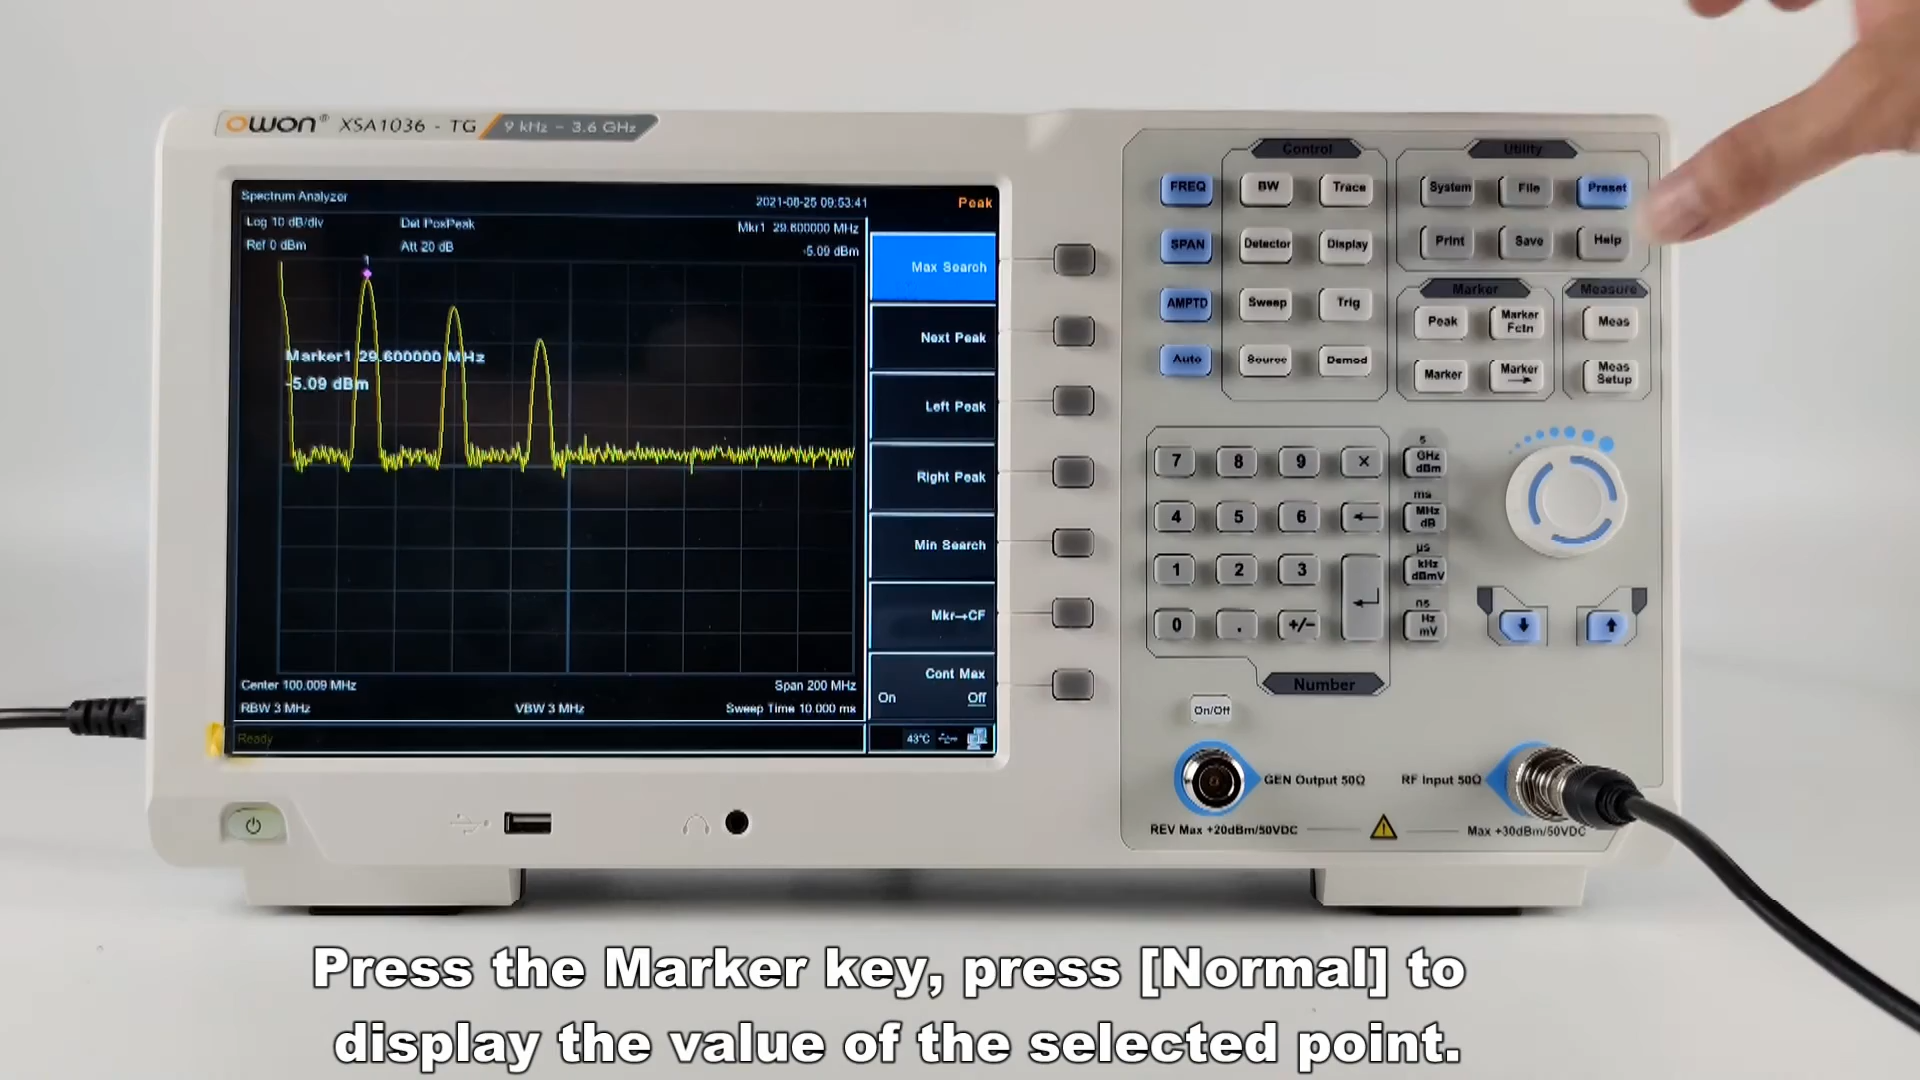 owon® XSA1036 - TG 9 kHz - 3.6 GHz
Spectrum Analyzer
2021-08-25 09:53:41
Peak
Log 10 dB/div
Det PosPeak
Mkr1 29.600000 MHz
Ref 0 dBm
Att 20 dB
-5.09 dBm
1
Marker1 29.600000 MHz
-5.09 dBm
Max Search
Next Peak
Left Peak
Right Peak
Min Search
Mkr→CF
Cont Max
On Off
Center 100.009 MHz
Span 200 MHz
RBW 3 MHz
VBW 3 MHz
Sweep Time 10.000 ms
Ready
43°C
FREQ
SPAN
AMPTD
Auto
Control
BW Trace
Detector Display
Sweep Trig
Source Demod
Utility
System File Preset
Print Save Help
Marker
Peak Marker Fctn
Marker Marker →
Measure
Meas
Meas Setup
7 8 9 ×
4 5 6 ←
1 2 3
0 . +/-
Number
s
GHz
dBm
ms
MHz
dB
µs
kHz
dBmV
ns
Hz
mV
On/Off
GEN Output 50Ω
RF Input 50Ω
REV Max +20dBm/50VDC
Max +30dBm/50VDC
Press the Marker key, press [Normal] to
display the value of the selected point.